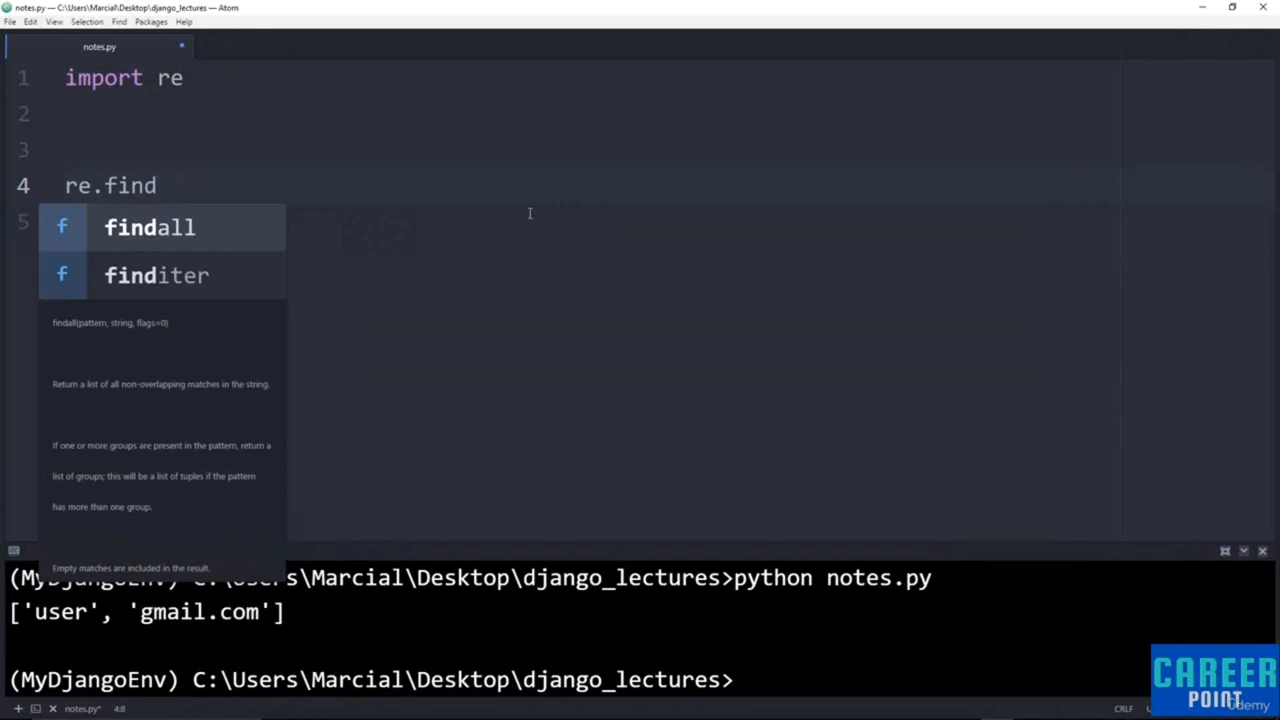 notes.py — C:\Users\Marcial\Desktop\django_lectures — Atom
File Edit View Selection Find Packages Help
notes.py
1 import re
2
3
4 re.find
5
f findall
f finditer
findall(pattern, string, flags=0)
Return a list of all non-overlapping matches in the string.
If one or more groups are present in the pattern, return a
list of groups; this will be a list of tuples if the pattern
has more than one group.
Empty matches are included in the result.
(MyDjangoEnv) C:\Users\Marcial\Desktop\django_lectures>python notes.py
['user', 'gmail.com']
(MyDjangoEnv) C:\Users\Marcial\Desktop\django_lectures>
notes.py* 4:8 CRLF
CAREER
POINT
Udemy